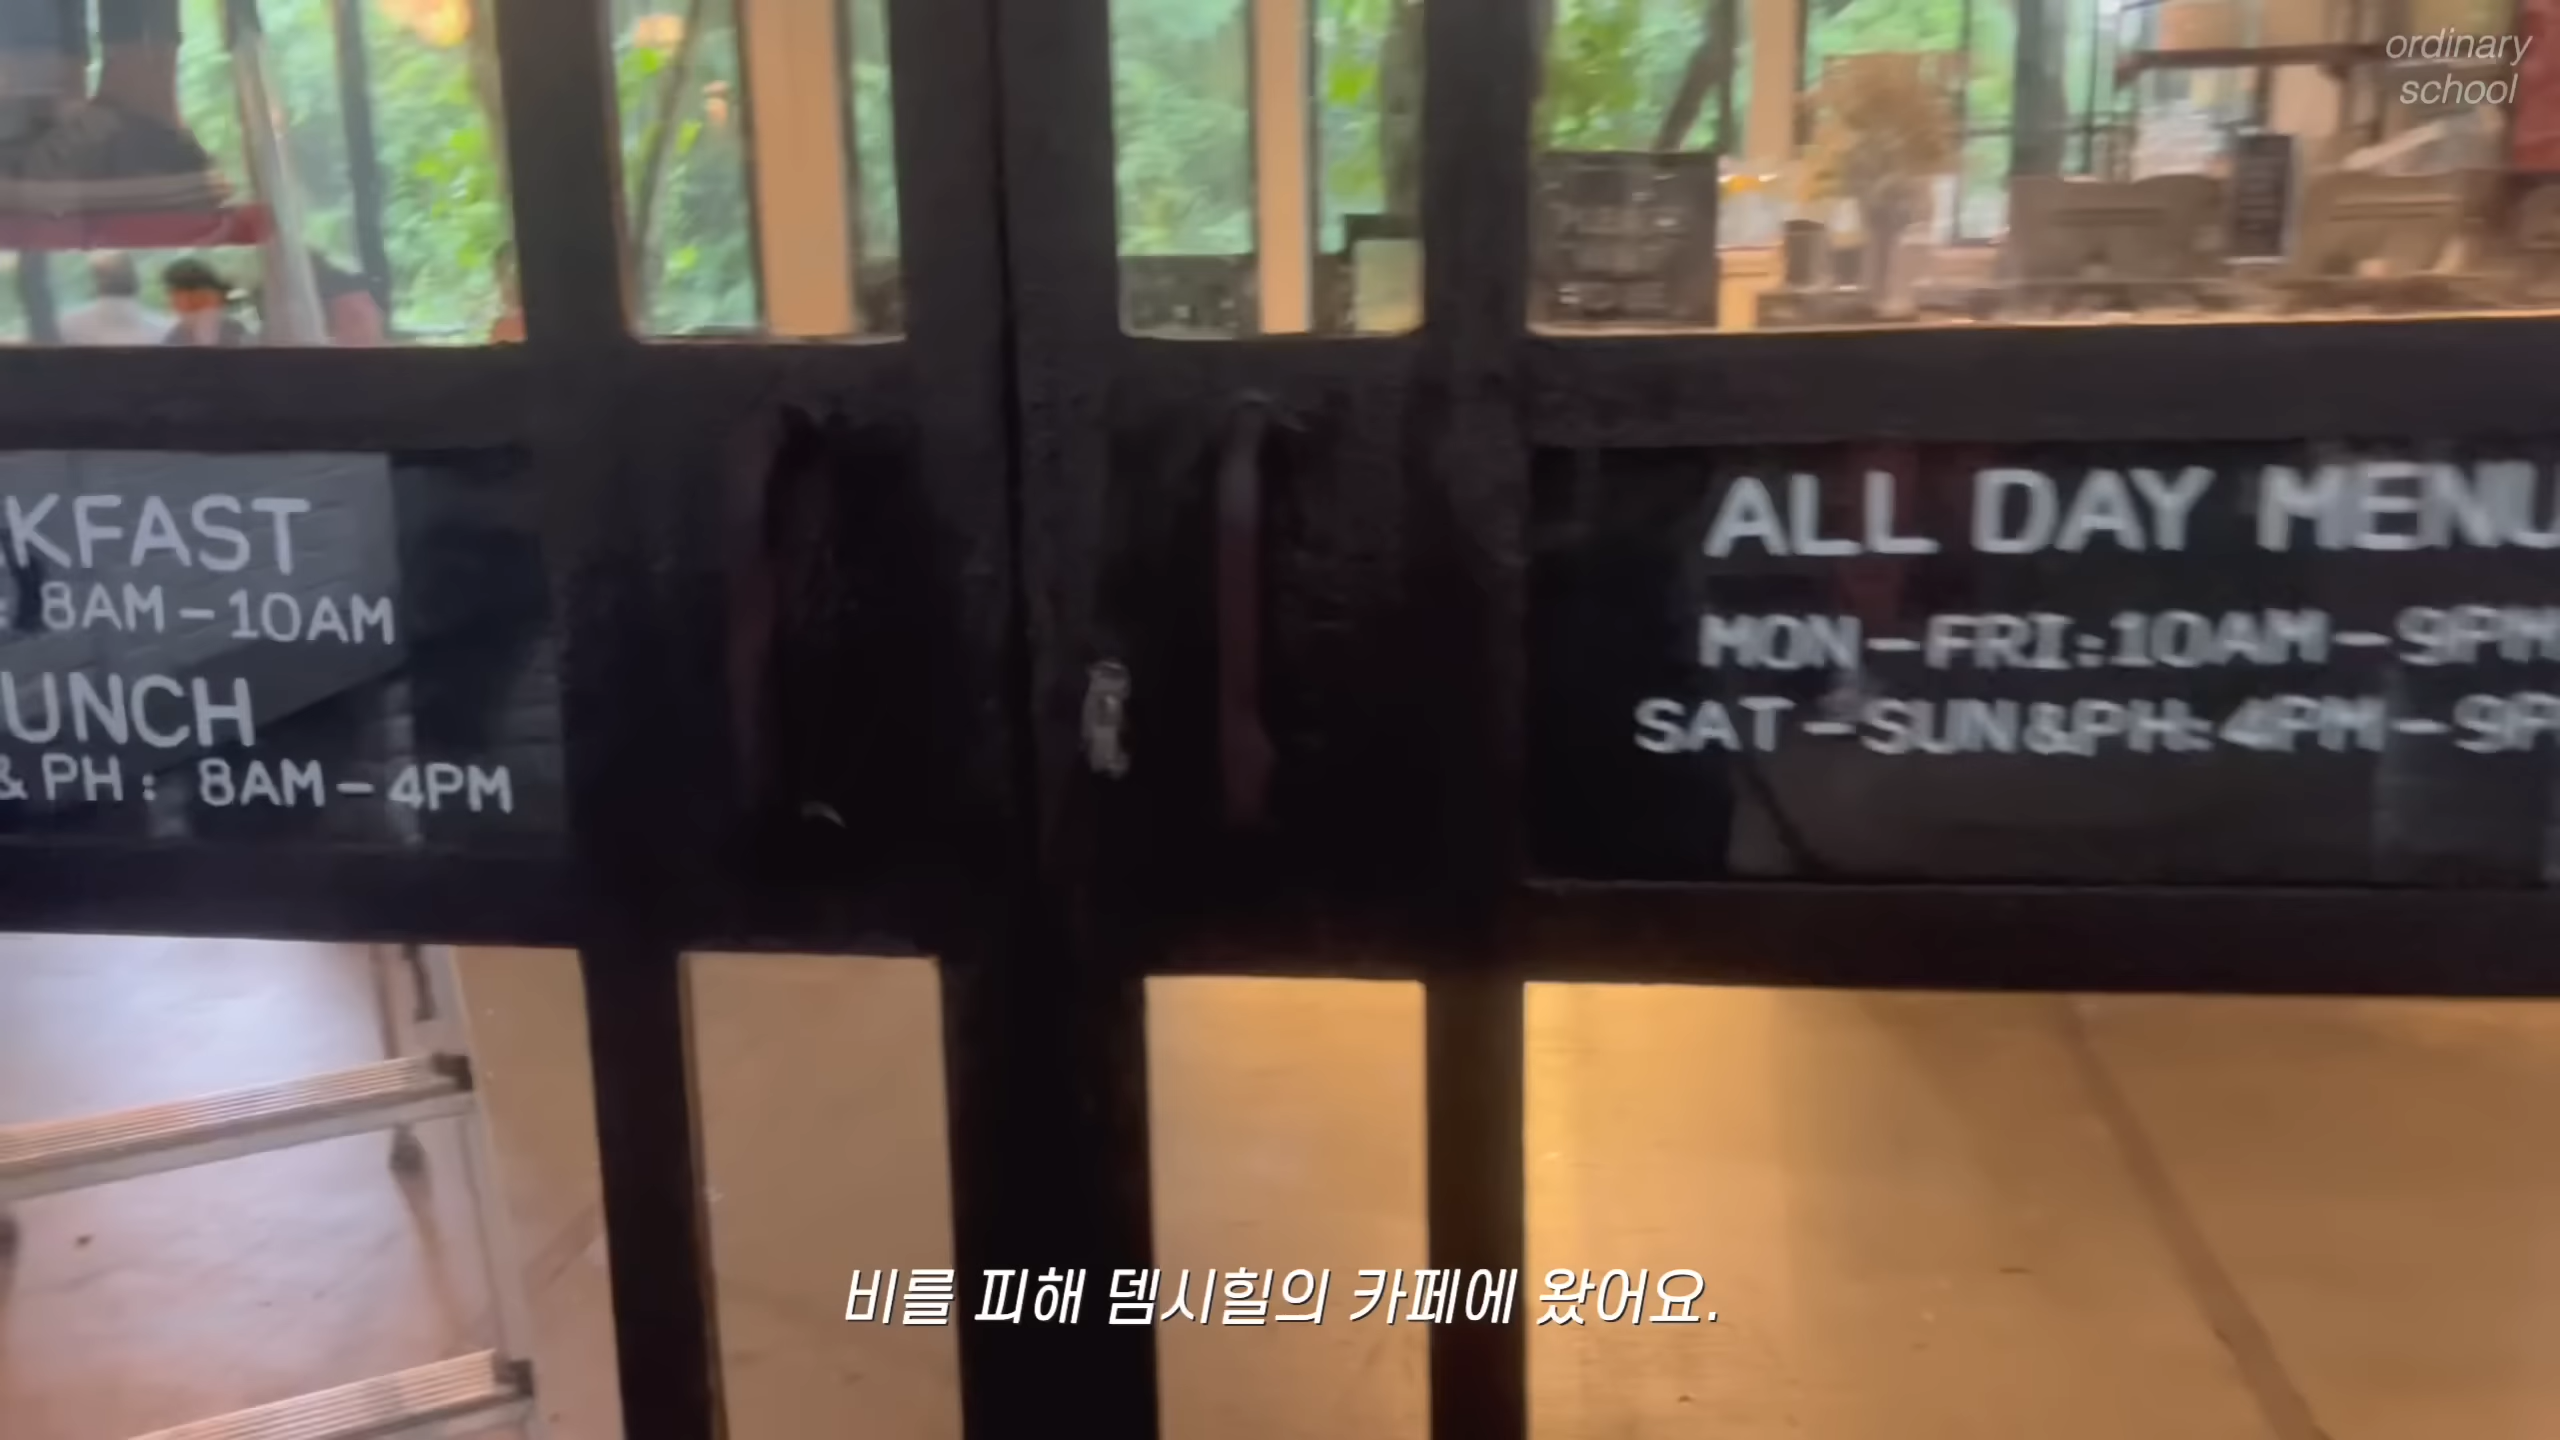 ordinary
school
KFAST
: 8AM-10AM
UNCH
& PH: 8AM-4PM
ALL DAY MENU
MON-FRI:10AM-9PM
SAT-SUN&PH:4PM-9P
비를 피해 뎀시힐의 카페에 왔어요.